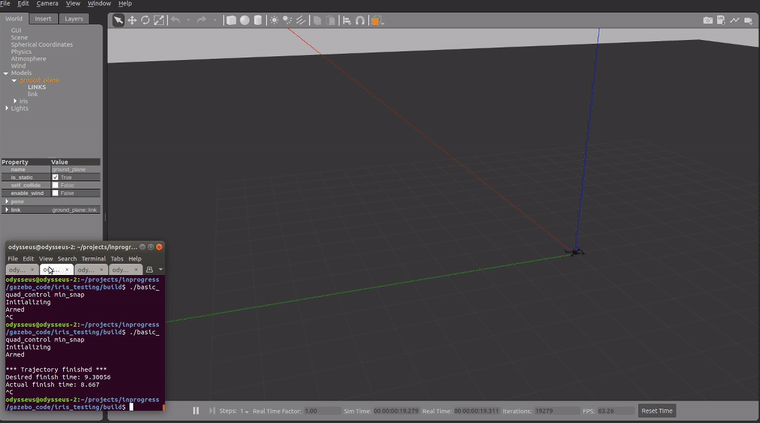 File Edit Camera View Window Help
World Insert Layers
GUI
Scene
Spherical Coordinates
Physics
Atmosphere
Wind
Models
ground_plane
LINKS
link
iris
Lights
Property Value
name ground_plane
is_static True
self_collide False
enable_wind False
pose
link ground_plane::link
odysseus@odysseus-2: ~/projects/inprogr...
File Edit View Search Terminal Tabs Help
ody... × × ody... × ody... ×
odysseus@odysseus-2:~/projects/inprogress
/gazebo_code/iris_testing/build$ ./basic_
quad_control min_snap
Initializing
Armed
^C
odysseus@odysseus-2:~/projects/inprogress
/gazebo_code/iris_testing/build$ ./basic_
quad_control min_snap
Initializing
Armed
*** Trajectory finished ***
Desired finish time: 9.30056
Actual finish time: 8.667
^C
odysseus@odysseus-2:~/projects/inprogress
/gazebo_code/iris_testing/build$
Steps: 1 Real Time Factor: 1.00 Sim Time: 00 00:00:19.279 Real Time: 00 00:00:19.311 Iterations: 19279 FPS: 63.26 Reset Time